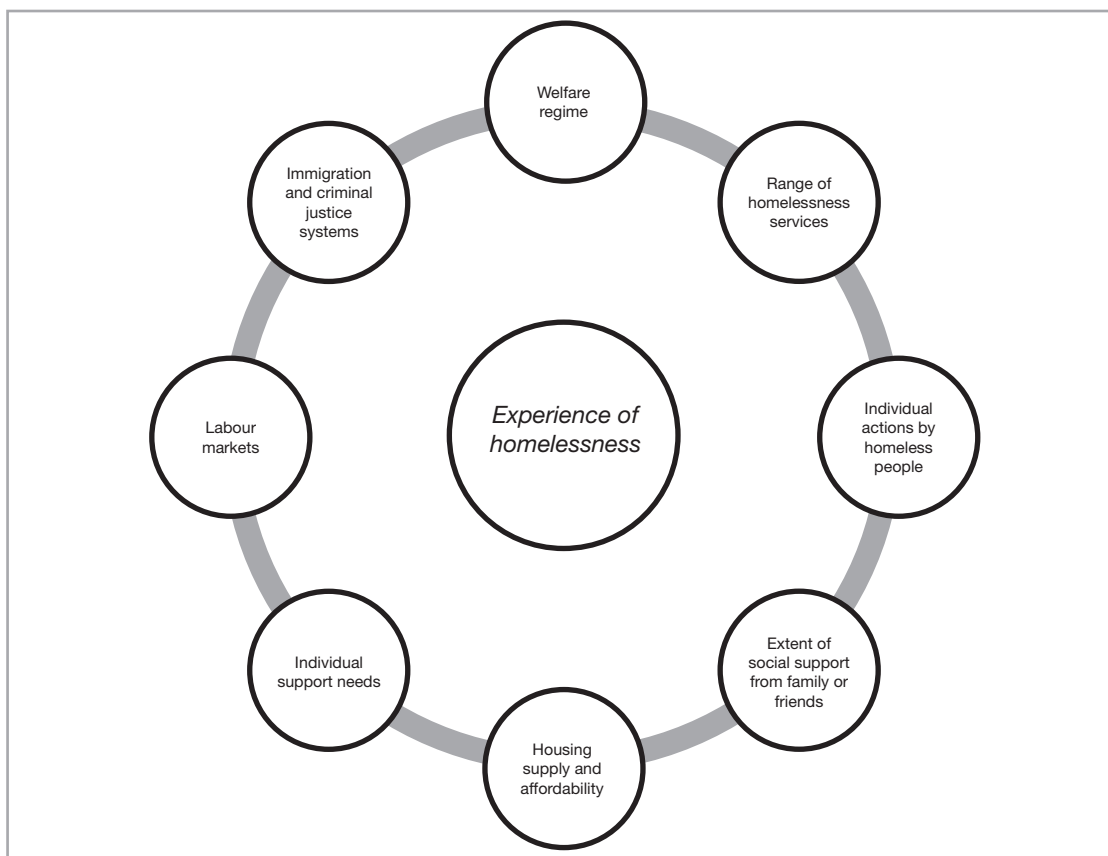 Welfare
regime
Range of
homelessness
services
Individual
actions by
homeless
people
Extent of
social support
from family or
friends
Housing
supply and
affordability
Individual
support needs
Labour
markets
Immigration
and criminal
justice
systems
Experience of
homelessness